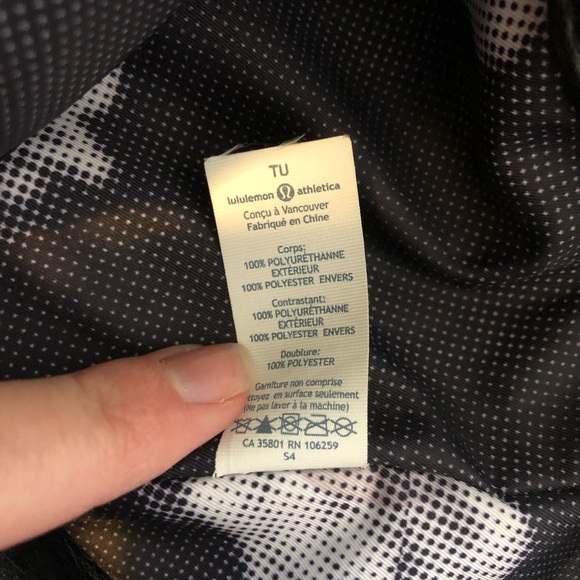 TU
lululemon athletica
Conçu à Vancouver
Fabriqué en Chine
Corps:
100% POLYURÉTHANNE
EXTÉRIEUR
100% POLYESTER ENVERS
Contrastant:
100% POLYURÉTHANNE
EXTÉRIEUR
100% POLYESTER ENVERS
Doublure:
100% POLYESTER
Garniture non comprise
ttoyez en surface seulement
(Ne pas laver à la machine)
CA 35801 RN 106259
S4